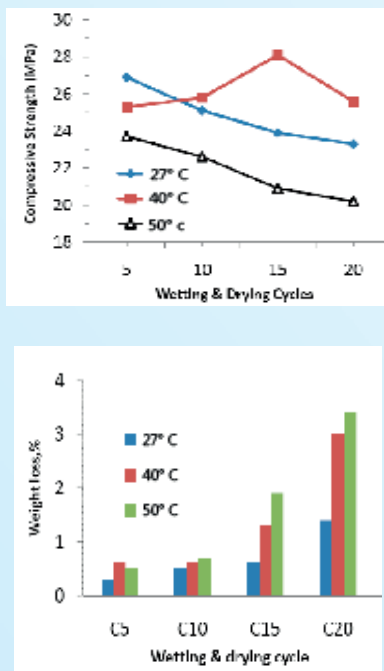 30
28
26
24
22
20
18
Compressive Strength (MPa)
27° C
40° C
50° c
5
10
15
20
Wetting & Drying Cycles
4
3
2
1
0
Weight loss,%
27° C
40° C
50° C
C5
C10
C15
C20
Wetting & drying cycle